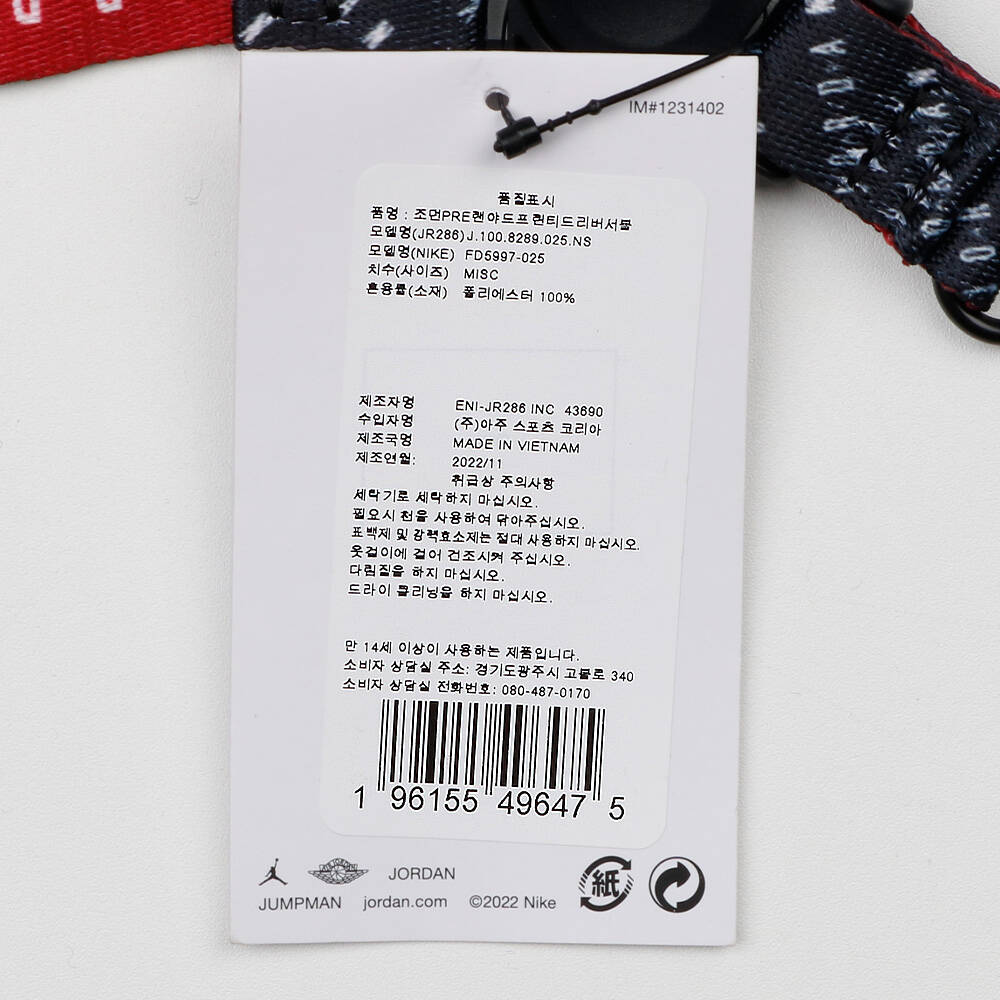 IM#1231402
품질표시
품명 : 조던PRE랜야드프린티드리버서블
모델명(JR286) J.100.8289.025.NS
모델명(NIKE) FD5997-025
치수(사이즈) MISC
혼용률(소재) 폴리에스터 100%
제조자명 ENI-JR286 INC 43690
수입자명 (주)아주 스포츠 코리아
제조국명 MADE IN VIETNAM
제조연월: 2022/11
취급상 주의사항
세탁기로 세탁하지 마십시오.
필요시 천을 사용하여 닦아주십시오.
표백제 및 강력효소제는 절대 사용하지 마십시오.
옷걸이에 걸어 건조시켜 주십시오.
다림질을 하지 마십시오.
드라이 클리닝을 하지 마십시오.
만 14세 이상이 사용하는 제품입니다.
소비자 상담실 주소: 경기도광주시 고불로 340
소비자 상담실 전화번호: 080-487-0170
1 96155 49647 5
JORDAN
JUMPMAN jordan.com ©2022 Nike
紙